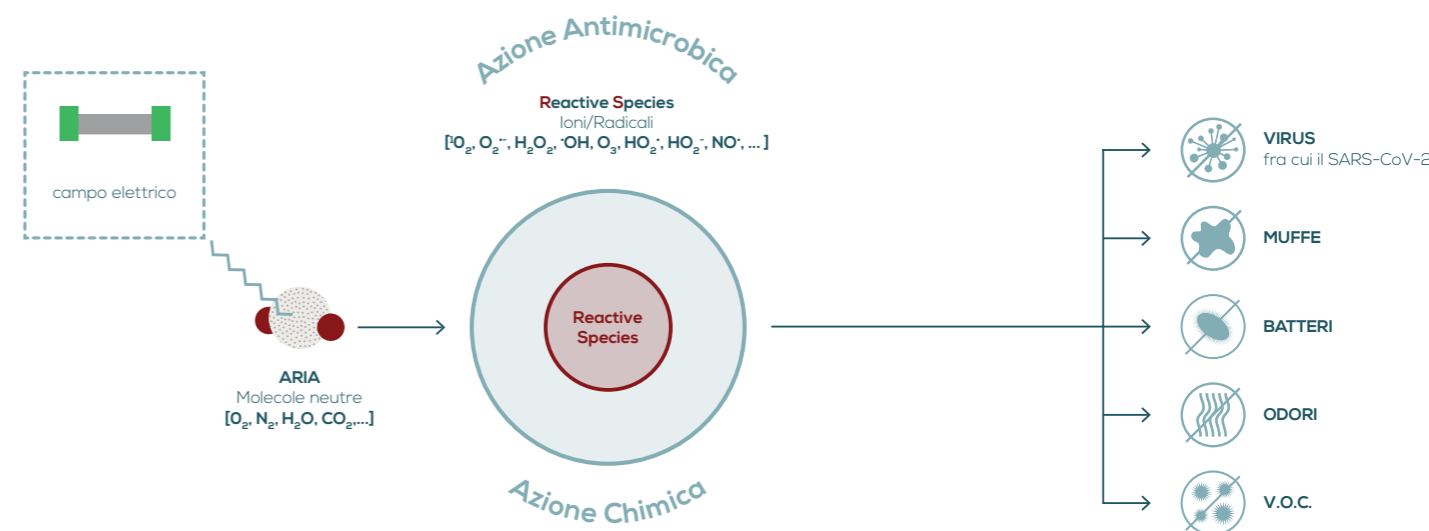 Azione Antimicrobica
Reactive Species
Ioni/Radicali
[¹O₂, O₂˙⁻, H₂O₂, ˙OH, O₃, HO₂˙, HO₂⁻, NO˙, ... ]
campo elettrico
Reactive
Species
ARIA
Molecole neutre
[O₂, N₂, H₂O, CO₂,...]
Azione Chimica
VIRUS
fra cui il SARS-CoV-2
MUFFE
BATTERI
ODORI
V.O.C.